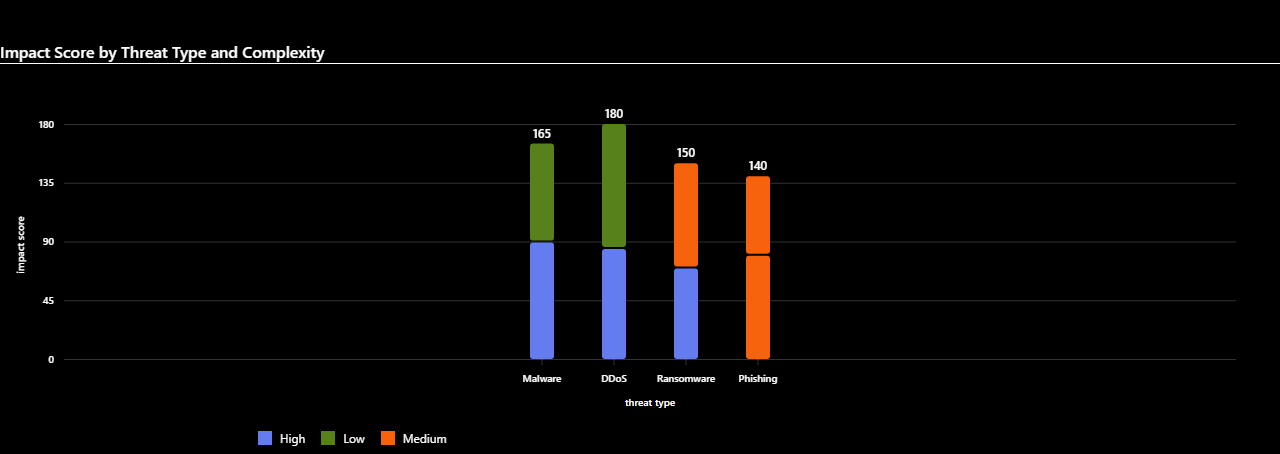 Impact Score by Threat Type and Complexity
180
165
180
150
140
135
90
45
0
impact score
Malware DDoS Ransomware Phishing
threat type
High Low Medium